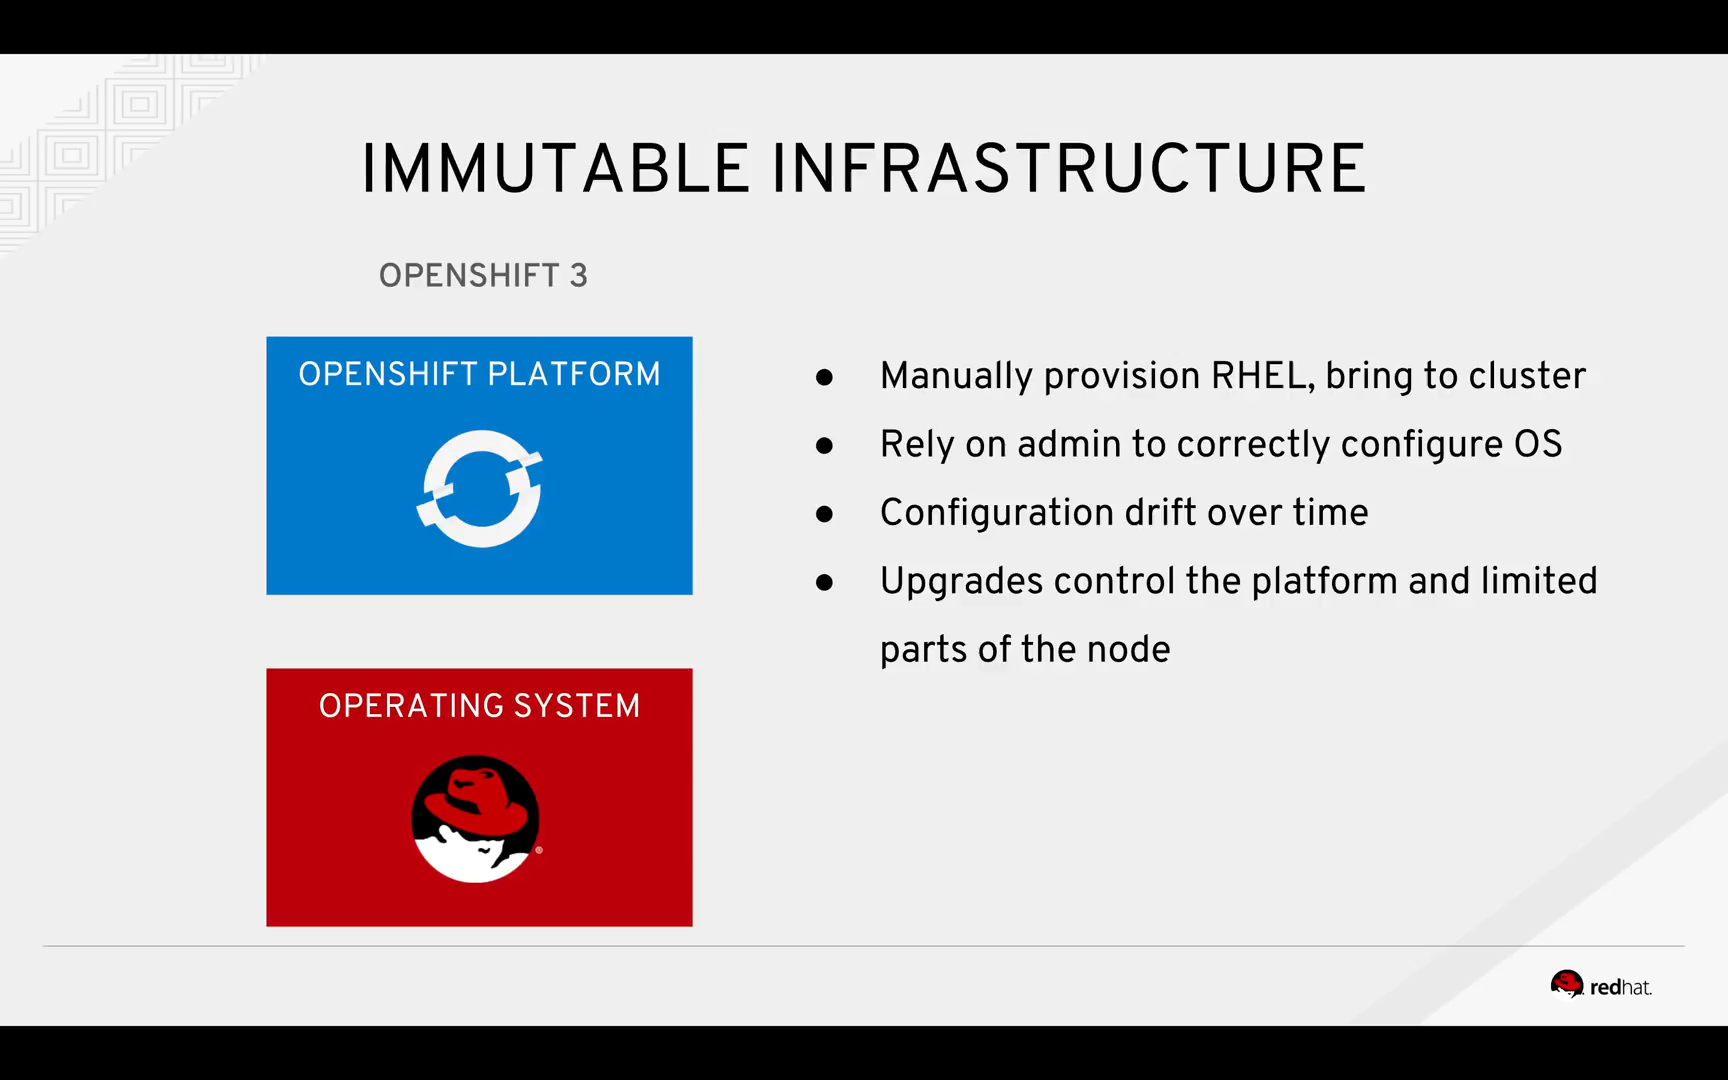 IMMUTABLE INFRASTRUCTURE
OPENSHIFT 3
OPENSHIFT PLATFORM
● Manually provision RHEL, bring to cluster
● Rely on admin to correctly configure OS
● Configuration drift over time
● Upgrades control the platform and limited
parts of the node
OPERATING SYSTEM
®
redhat.